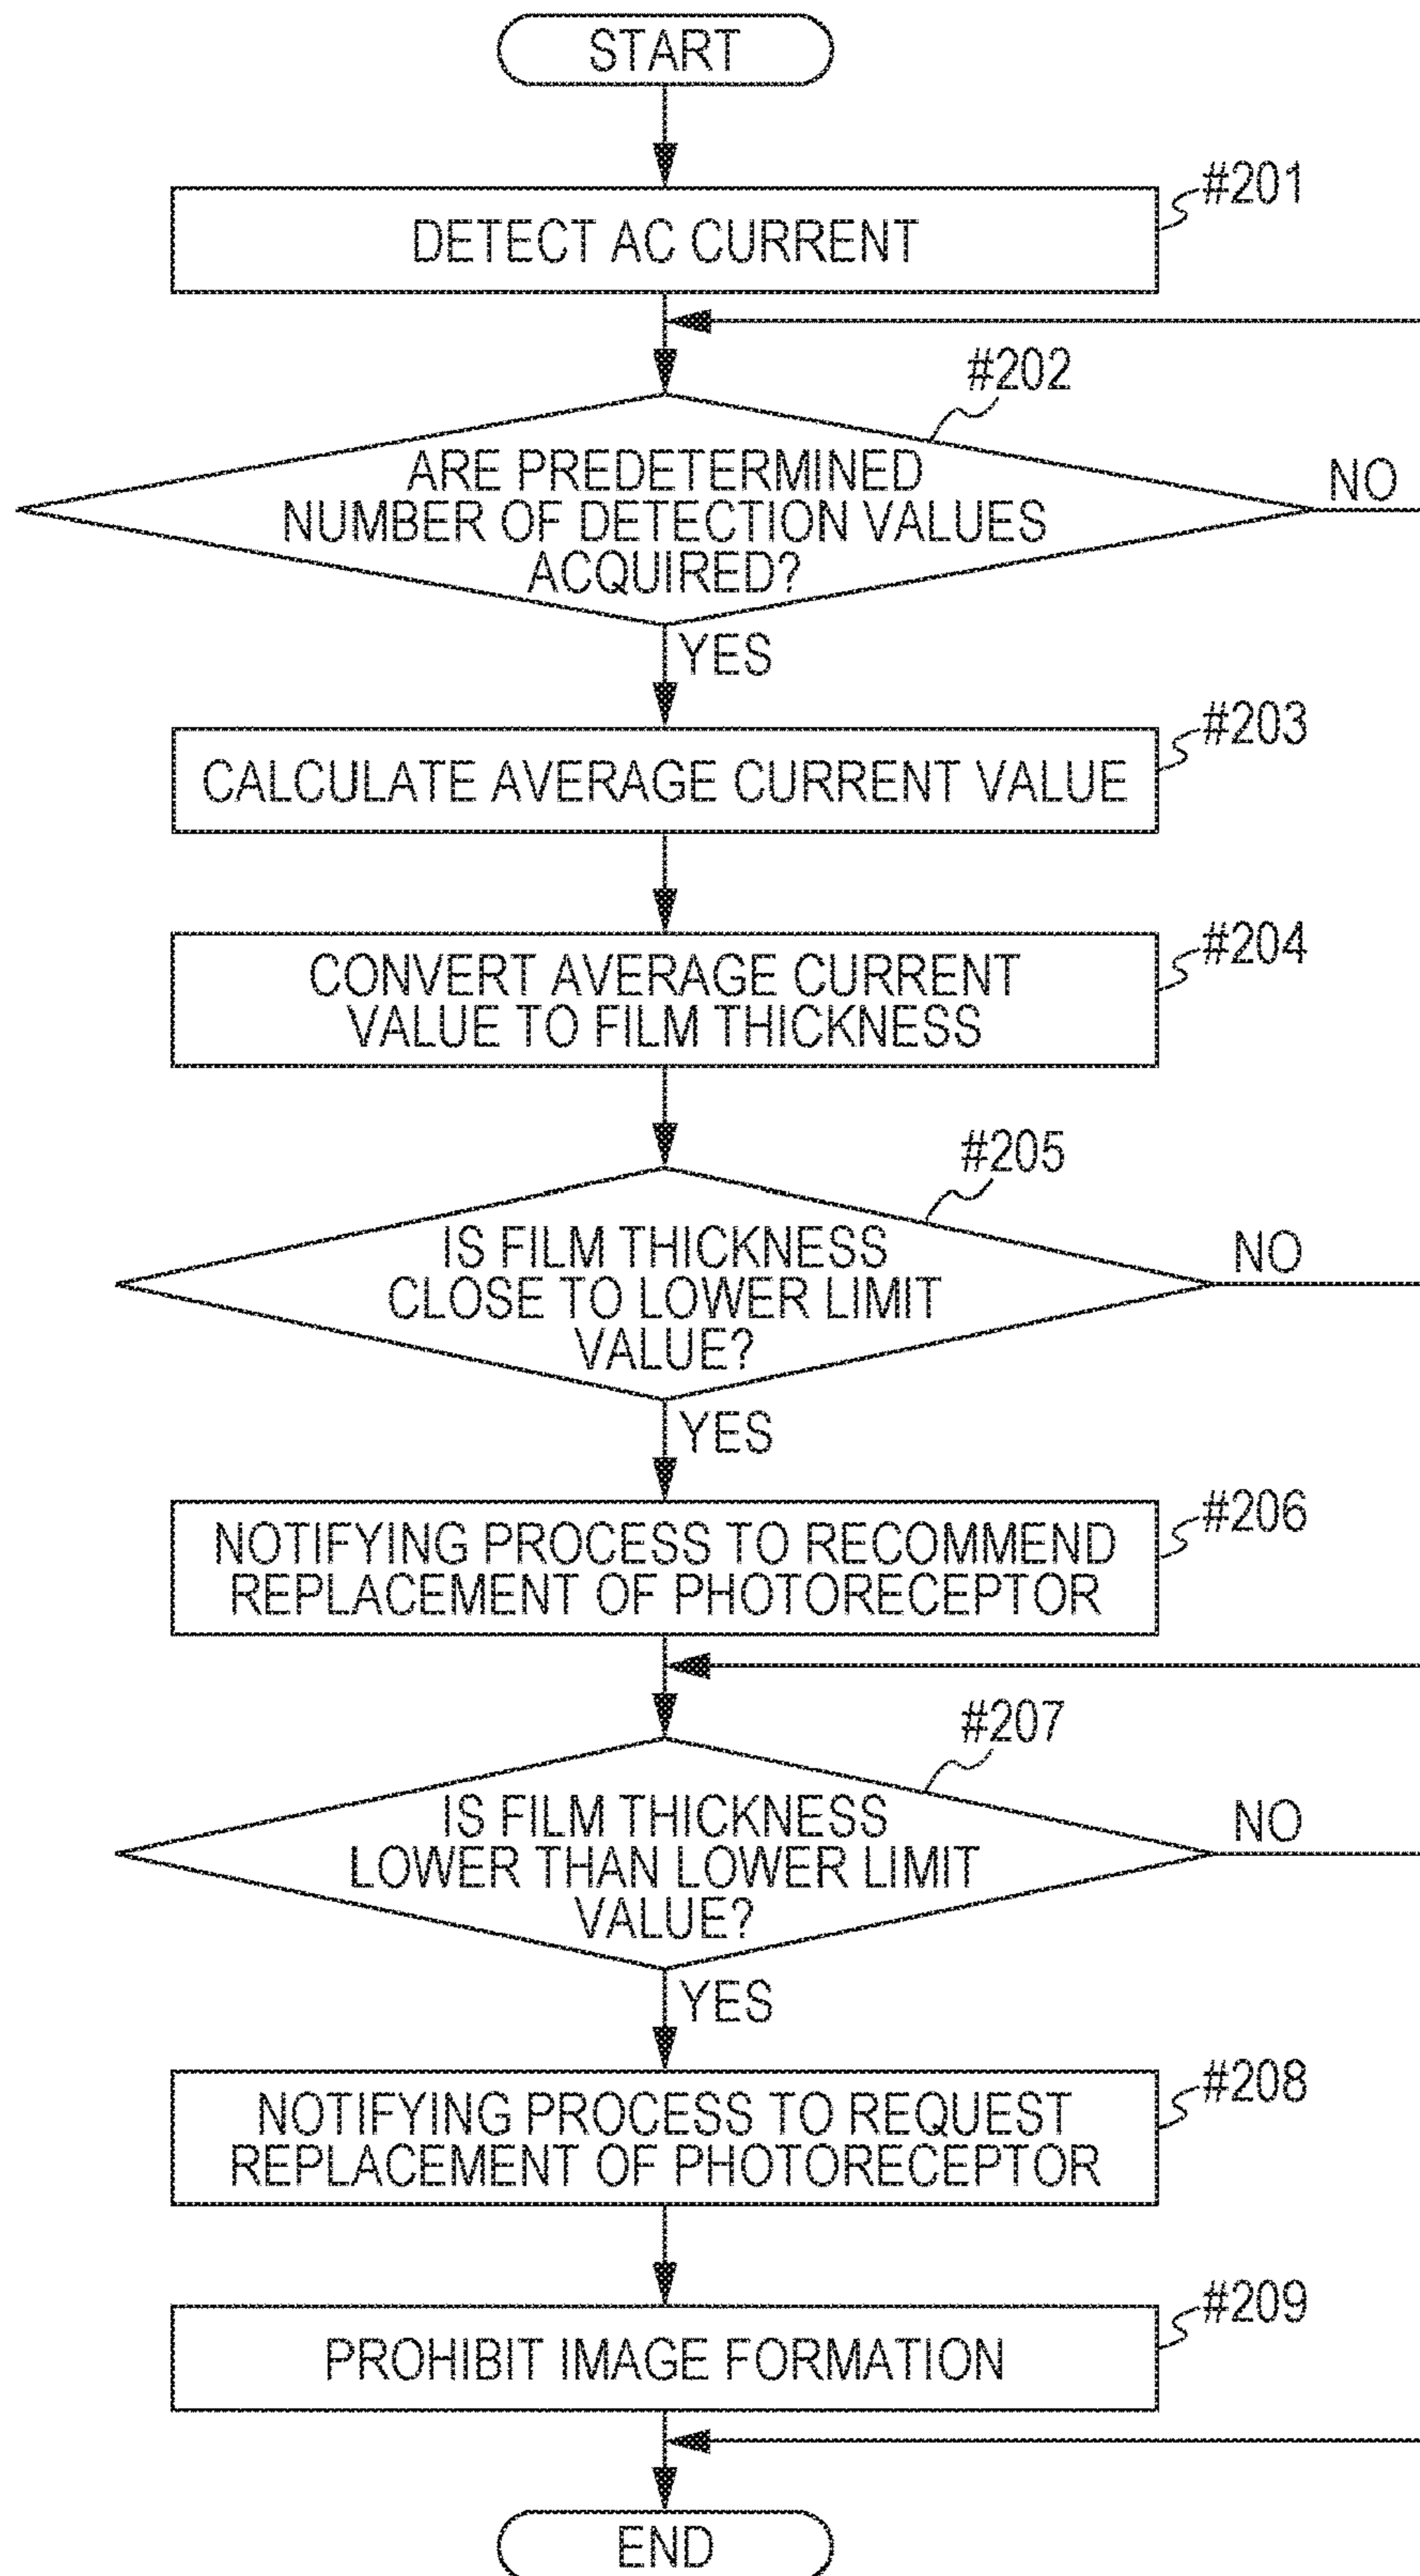 START
#201
DETECT AC CURRENT
#202
ARE PREDETERMINED
NUMBER OF DETECTION VALUES
ACQUIRED?
NO
YES
#203
CALCULATE AVERAGE CURRENT VALUE
#204
CONVERT AVERAGE CURRENT
VALUE TO FILM THICKNESS
#205
IS FILM THICKNESS
CLOSE TO LOWER LIMIT
VALUE?
NO
YES
#206
NOTIFYING PROCESS TO RECOMMEND
REPLACEMENT OF PHOTORECEPTOR
#207
IS FILM THICKNESS
LOWER THAN LOWER LIMIT
VALUE?
NO
YES
#208
NOTIFYING PROCESS TO REQUEST
REPLACEMENT OF PHOTORECEPTOR
#209
PROHIBIT IMAGE FORMATION
END